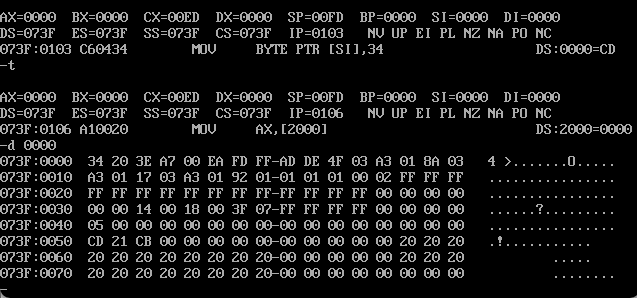 AX=0000  BX=0000  CX=00ED  DX=0000  SP=00FD  BP=0000  SI=0000  DI=0000
DS=073F  ES=073F  SS=073F  CS=073F  IP=0103   NV UP EI PL NZ NA PO NC
073F:0103 C60434        MOV     BYTE PTR [SI],34                   DS:0000=CD
-t
AX=0000  BX=0000  CX=00ED  DX=0000  SP=00FD  BP=0000  SI=0000  DI=0000
DS=073F  ES=073F  SS=073F  CS=073F  IP=0106   NV UP EI PL NZ NA PO NC
073F:0106 A10020        MOV     AX,[2000]                          DS:2000=0000
-d 0000
073F:0000  34 20 3E A7 00 EA FD FF-AD DE 4F 03 A3 01 8A 03   4 >.......O.....
073F:0010  A3 01 17 03 A3 01 92 01-01 01 01 00 02 FF FF FF   ................
073F:0020  FF FF FF FF FF FF FF FF-FF FF FF FF 00 00 00 00   ................
073F:0030  00 00 14 00 18 00 3F 07-FF FF FF FF 00 00 00 00   ......?.........
073F:0040  05 00 00 00 00 00 00 00-00 00 00 00 00 00 00 00   ................
073F:0050  CD 21 CB 00 00 00 00 00-00 00 00 00 00 20 20 20   .!...........
073F:0060  20 20 20 20 20 20 20 20-00 00 00 00 00 20 20 20           .....
073F:0070  20 20 20 20 20 20 20 20-00 00 00 00 00 00 00 00           ........
-